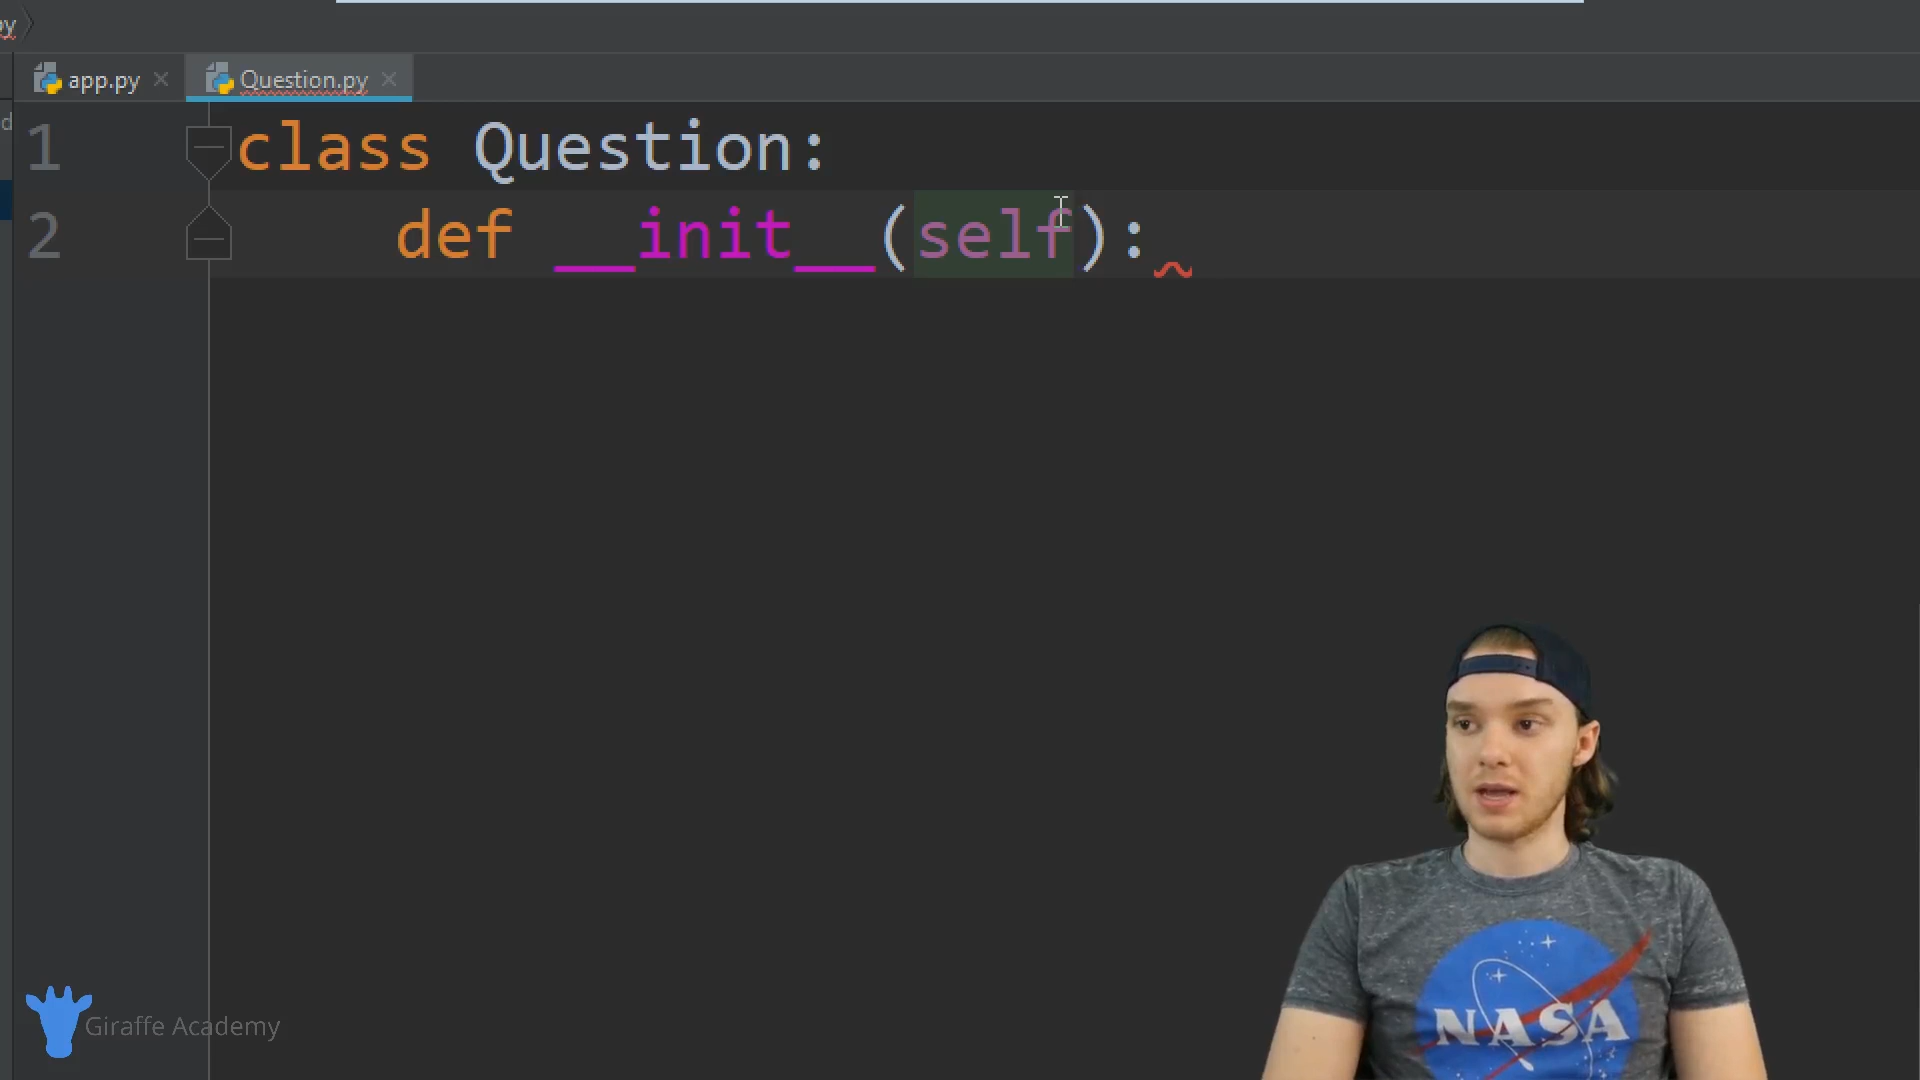 py
app.py
Question.py
d
1 class Question:
2 def __init__(self):
NASA
Giraffe Academy